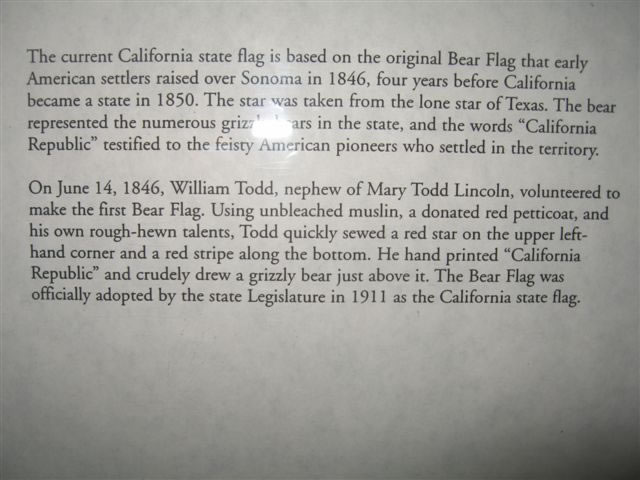 The current California state flag is based on the original Bear Flag that early
American settlers raised over Sonoma in 1846, four years before California
became a state in 1850. The star was taken from the lone star of Texas. The bear
represented the numerous grizzly bears in the state, and the words “California
Republic” testified to the feisty American pioneers who settled in the territory.
On June 14, 1846, William Todd, nephew of Mary Todd Lincoln, volunteered to
make the first Bear Flag. Using unbleached muslin, a donated red petticoat, and
his own rough-hewn talents, Todd quickly sewed a red star on the upper left-
hand corner and a red stripe along the bottom. He hand printed “California
Republic” and crudely drew a grizzly bear just above it. The Bear Flag was
officially adopted by the state Legislature in 1911 as the California state flag.